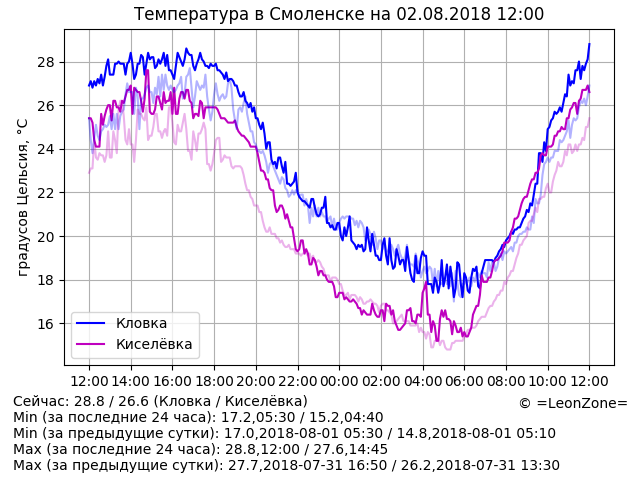 Температура в Смоленске на 02.08.2018 12:00
градусов Цельсия, °C
28
26
24
22
20
18
16
Кловка
Киселёвка
12:00 14:00 16:00 18:00 20:00 22:00 00:00 02:00 04:00 06:00 08:00 10:00 12:00
Сейчас: 28.8 / 26.6 (Кловка / Киселёвка)
© =LeonZone=
Min (за последние 24 часа): 17.2,05:30 / 15.2,04:40
Min (за предыдущие сутки): 17.0,2018-08-01 05:30 / 14.8,2018-08-01 05:10
Max (за последние 24 часа): 28.8,12:00 / 27.6,14:45
Max (за предыдущие сутки): 27.7,2018-07-31 16:50 / 26.2,2018-07-31 13:30